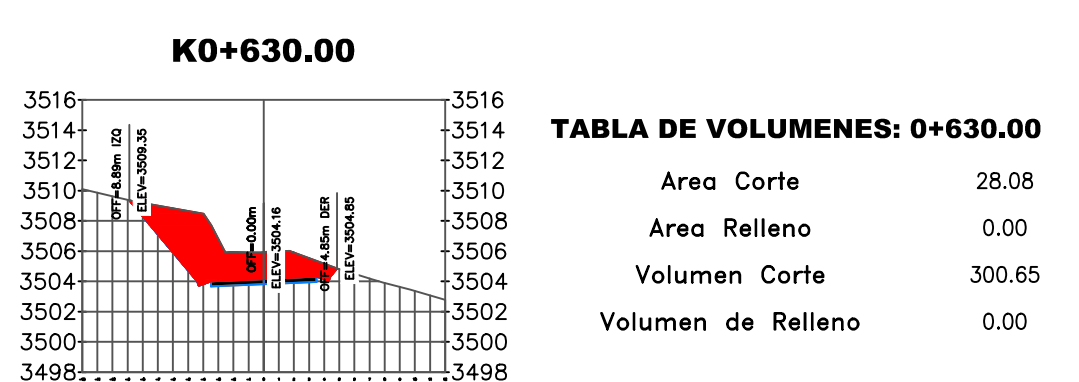 K0+630.00
3516
3514
3512
3510
3508
3506
3504
3502
3500
3498
OFF=8.89m IZQ
ELEV=3509.35
OFF=0.00m
ELEV=3504.16
OFF=4.85m DER
ELEV=3504.85
3516
3514
3512
3510
3508
3506
3504
3502
3500
3498
TABLA DE VOLUMENES: 0+630.00
Area Corte 28.08
Area Relleno 0.00
Volumen Corte 300.65
Volumen de Relleno 0.00